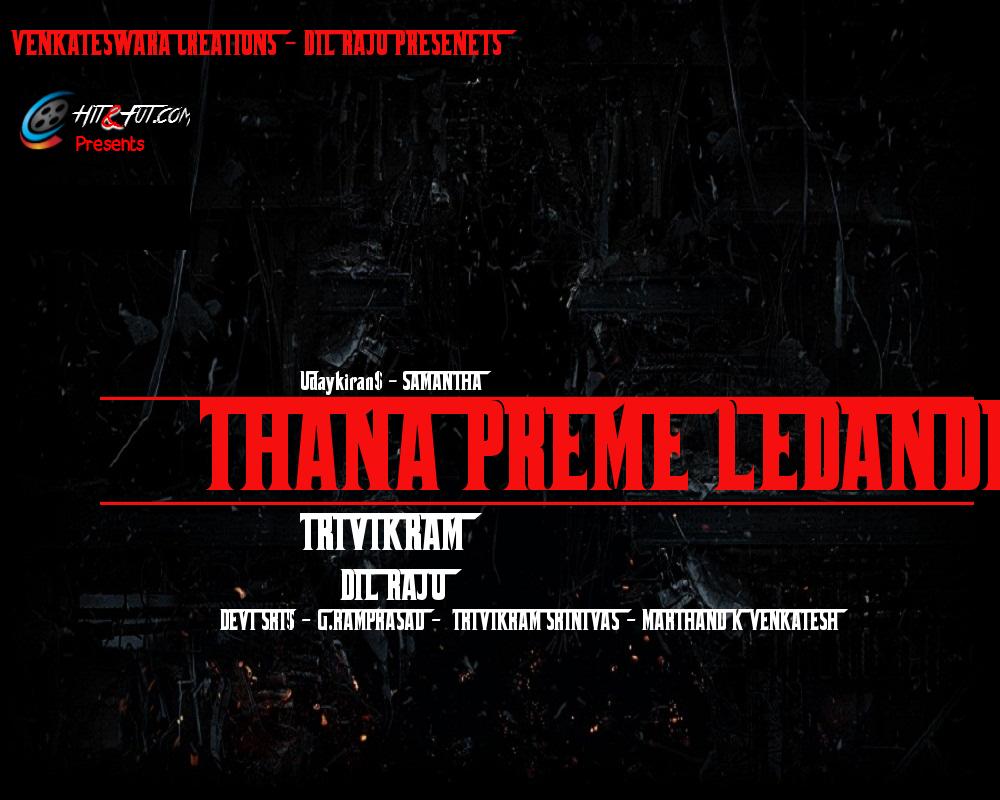 VENKATESWARA CREATIONS - DIL RAJU PRESENETS
HIT&FUT.COM
Presents
Udaykiran$ - SAMANTHA
THANA PREME LEDANDI
TRIVIKRAM
DIL RAJU
DEVI SRI$ - G.RAMPRASAD - TRIVIKRAM SRINIVAS - MARTHAND K VENKATESH